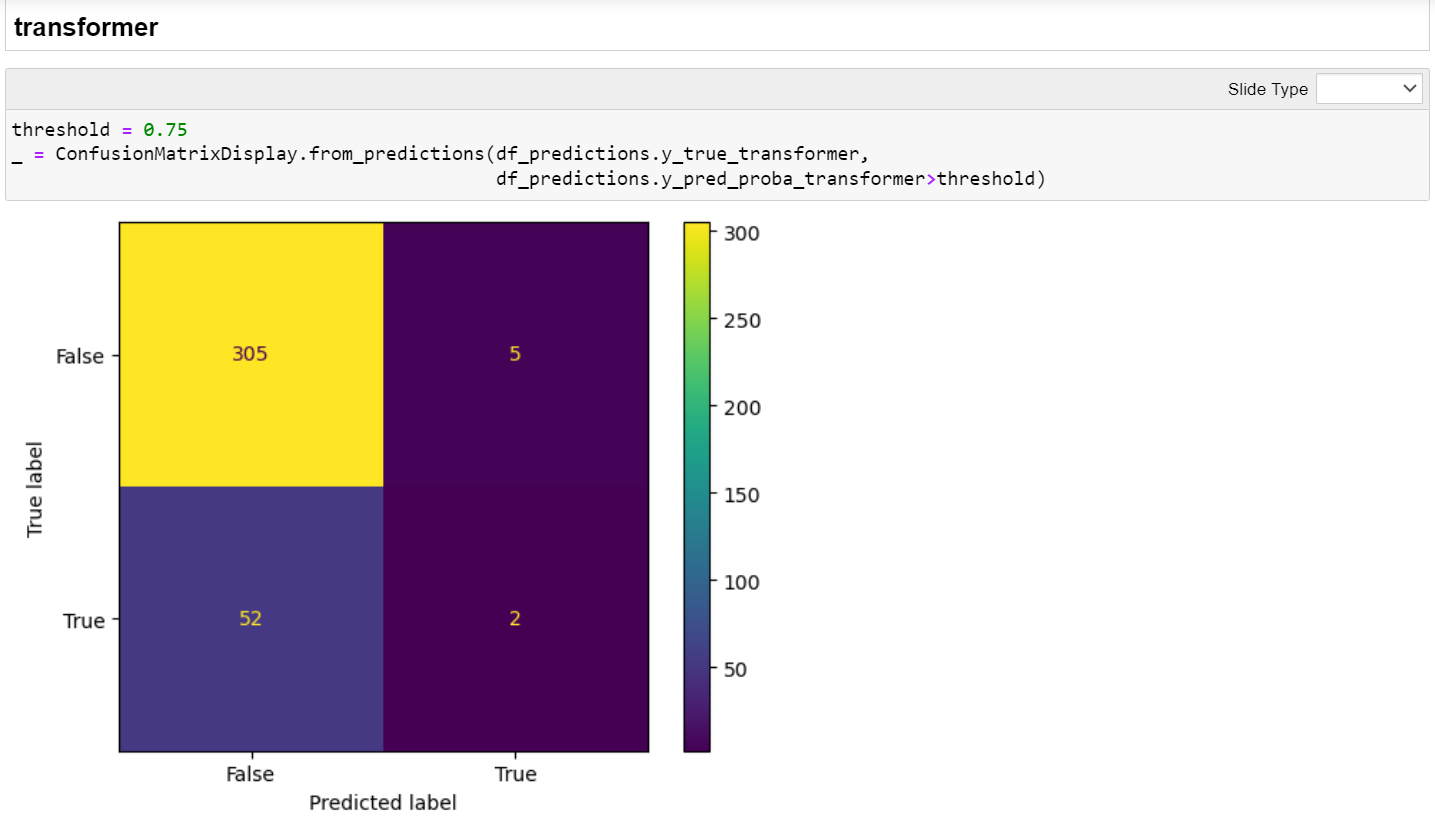 transformer
Slide Type
threshold = 0.75
_ = ConfusionMatrixDisplay.from_predictions(df_predictions.y_true_transformer,
df_predictions.y_pred_proba_transformer>threshold)
300
250
200
150
100
50
False
305
5
True
52
2
True label
False
True
Predicted label